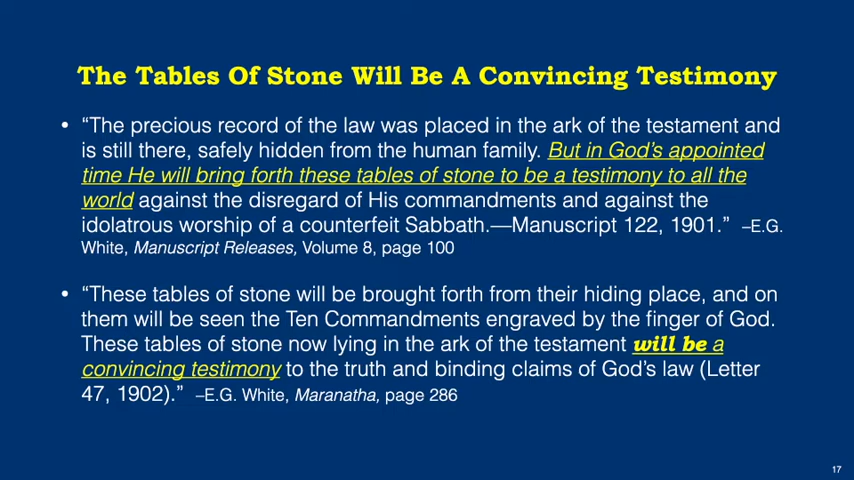 The Tables Of Stone Will Be A Convincing Testimony
• “The precious record of the law was placed in the ark of the testament and
is still there, safely hidden from the human family. But in God’s appointed
time He will bring forth these tables of stone to be a testimony to all the
world against the disregard of His commandments and against the
idolatrous worship of a counterfeit Sabbath.—Manuscript 122, 1901.” –E.G.
White, Manuscript Releases, Volume 8, page 100
• “These tables of stone will be brought forth from their hiding place, and on
them will be seen the Ten Commandments engraved by the finger of God.
These tables of stone now lying in the ark of the testament will be a
convincing testimony to the truth and binding claims of God’s law (Letter
47, 1902).” –E.G. White, Maranatha, page 286
17